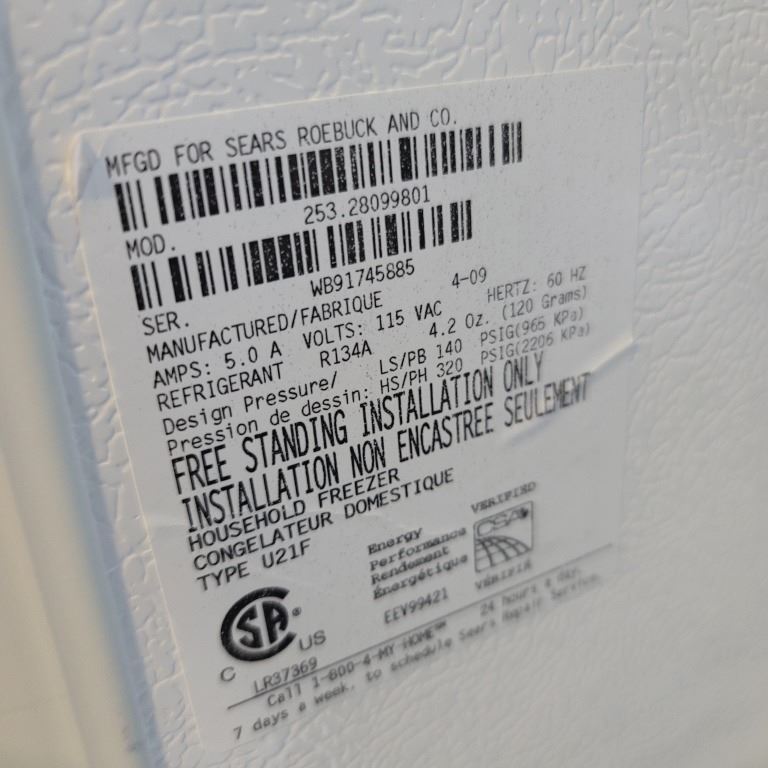 MFGD FOR SEARS ROEBUCK AND CO.
253.28099801
MOD.
WB91745885
SER.
MANUFACTURED/FABRIQUE 4-09
AMPS: 5.0 A VOLTS: 115 VAC HERTZ: 60 HZ
REFRIGERANT R134A 4.2 Oz. (120 Grams)
Design Pressure/ LS/PB 140 PSIG(965 KPa)
Pression de dessin: HS/PH 320 PSIG(2206 KPa)
FREE STANDING INSTALLATION ONLY
INSTALLATION NON ENCASTREE SEULEMENT
HOUSEHOLD FREEZER
CONGELATEUR DOMESTIQUE
TYPE U21F
VERIFIED
Energy
Performance
Rendement
Énergétique
CSA
VÉRIFIÉ
EEV99421
CSA ®
C US
LR37369
Call 1-800-4-MY-HOME℠ 24 hours a day,
7 days a week, to schedule Sears Repair Service.